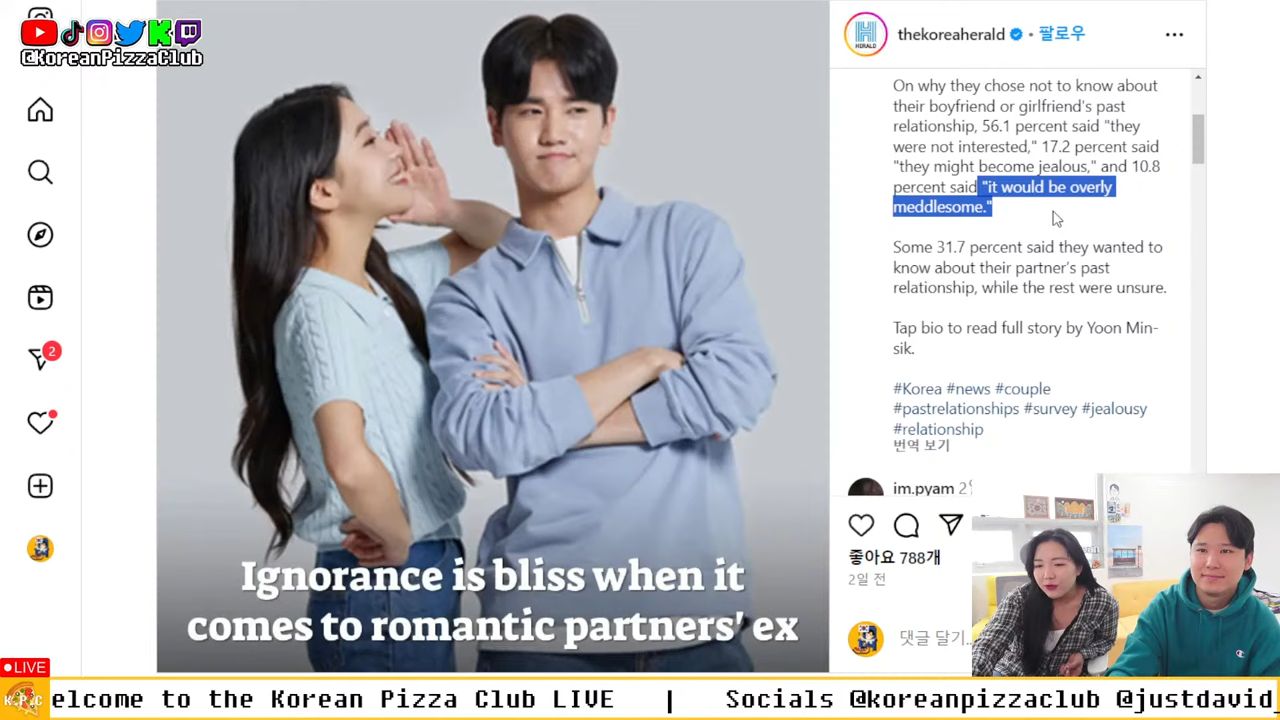 @KoreanPizzaClub
HERALD
thekoreaherald • 팔로우
On why they chose not to know about
their boyfriend or girlfriend's past
relationship, 56.1 percent said "they
were not interested," 17.2 percent said
"they might become jealous," and 10.8
percent said "it would be overly
meddlesome."
Some 31.7 percent said they wanted to
know about their partner's past
relationship, while the rest were unsure.
Tap bio to read full story by Yoon Min-
sik.
#Korea #news #couple
#pastrelationships #survey #jealousy
#relationship
번역 보기
im.pyam 2일
2
좋아요 788개
2일 전
댓글 달기...
Ignorance is bliss when it
comes to romantic partners' ex
LIVE
K.P.C
elcome to the Korean Pizza Club LIVE | Socials @koreanpizzaclub @justdavid_